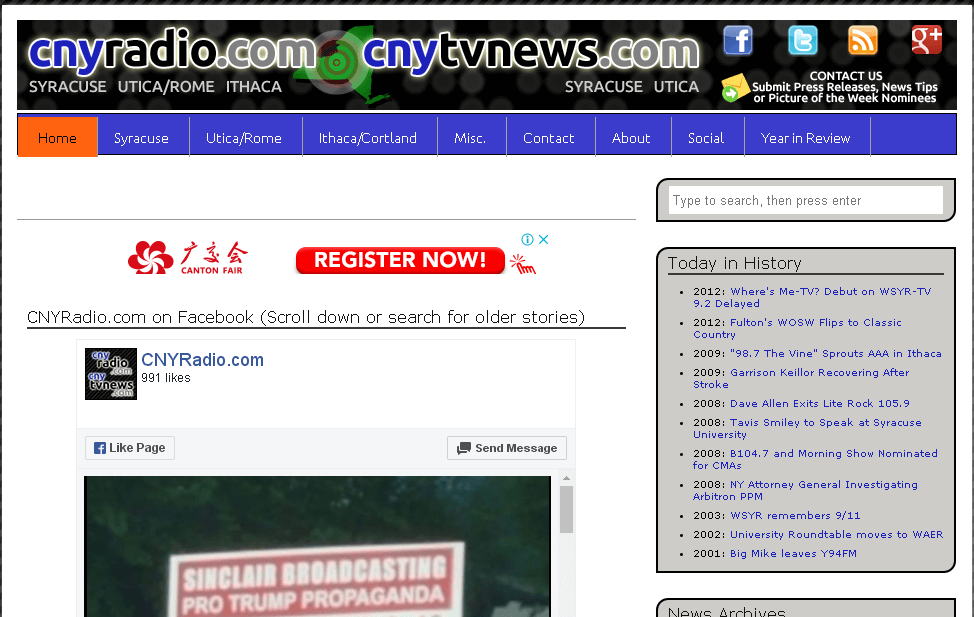 cnyradio.com cnytvnews.com
SYRACUSE UTICA/ROME ITHACA SYRACUSE UTICA
CONTACT US
Submit Press Releases, News Tips
or Picture of the Week Nominees
Home Syracuse Utica/Rome Ithaca/Cortland Misc. Contact About Social Year in Review
Type to search, then press enter
广交会
CANTON FAIR
REGISTER NOW!
CNYRadio.com on Facebook (Scroll down or search for older stories)
cny
radio
.com
cny
tvnews
.com
CNYRadio.com
991 likes
Like Page
Send Message
SINCLAIR BROADCASTING
PRO TRUMP PROPAGANDA
Today in History
2012: Where's Me-TV? Debut on WSYR-TV
9.2 Delayed
2012: Fulton's WOSW Flips to Classic
Country
2009: "98.7 The Vine" Sprouts AAA in Ithaca
2009: Garrison Keillor Recovering After
Stroke
2008: Dave Allen Exits Lite Rock 105.9
2008: Tavis Smiley to Speak at Syracuse
University
2008: B104.7 and Morning Show Nominated
for CMAs
2008: NY Attorney General Investigating
Arbitron PPM
2003: WSYR remembers 9/11
2002: University Roundtable moves to WAER
2001: Big Mike leaves Y94FM
News Archives